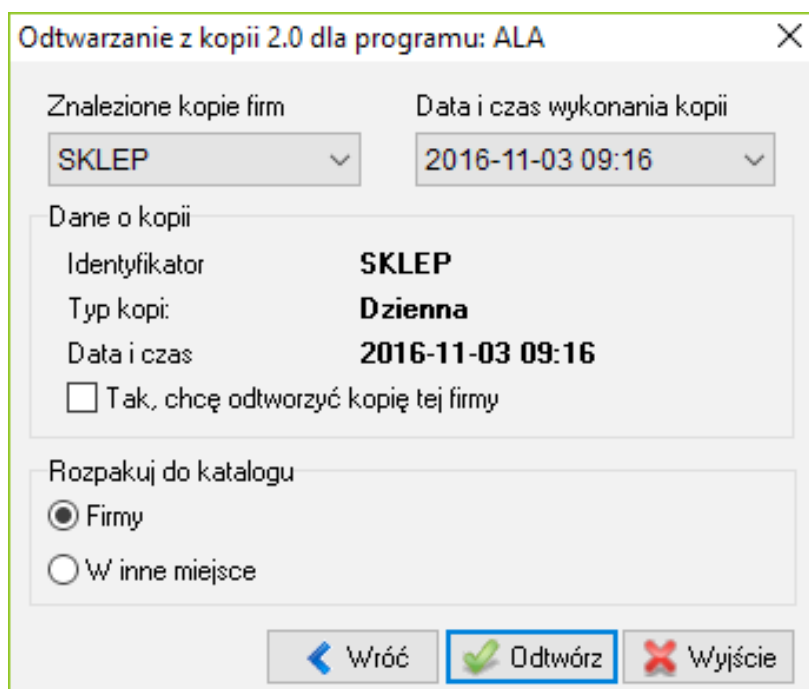 Odtwarzanie z kopii 2.0 dla programu: ALA
Znalezione kopie firm
Data i czas wykonania kopii
SKLEP
2016-11-03 09:16
Dane o kopii
Identyfikator SKLEP
Typ kopi: Dzienna
Data i czas 2016-11-03 09:16
Tak, chcę odtworzyć kopię tej firmy
Rozpakuj do katalogu
Firmy
W inne miejsce
Wróć Odtwórz Wyjście